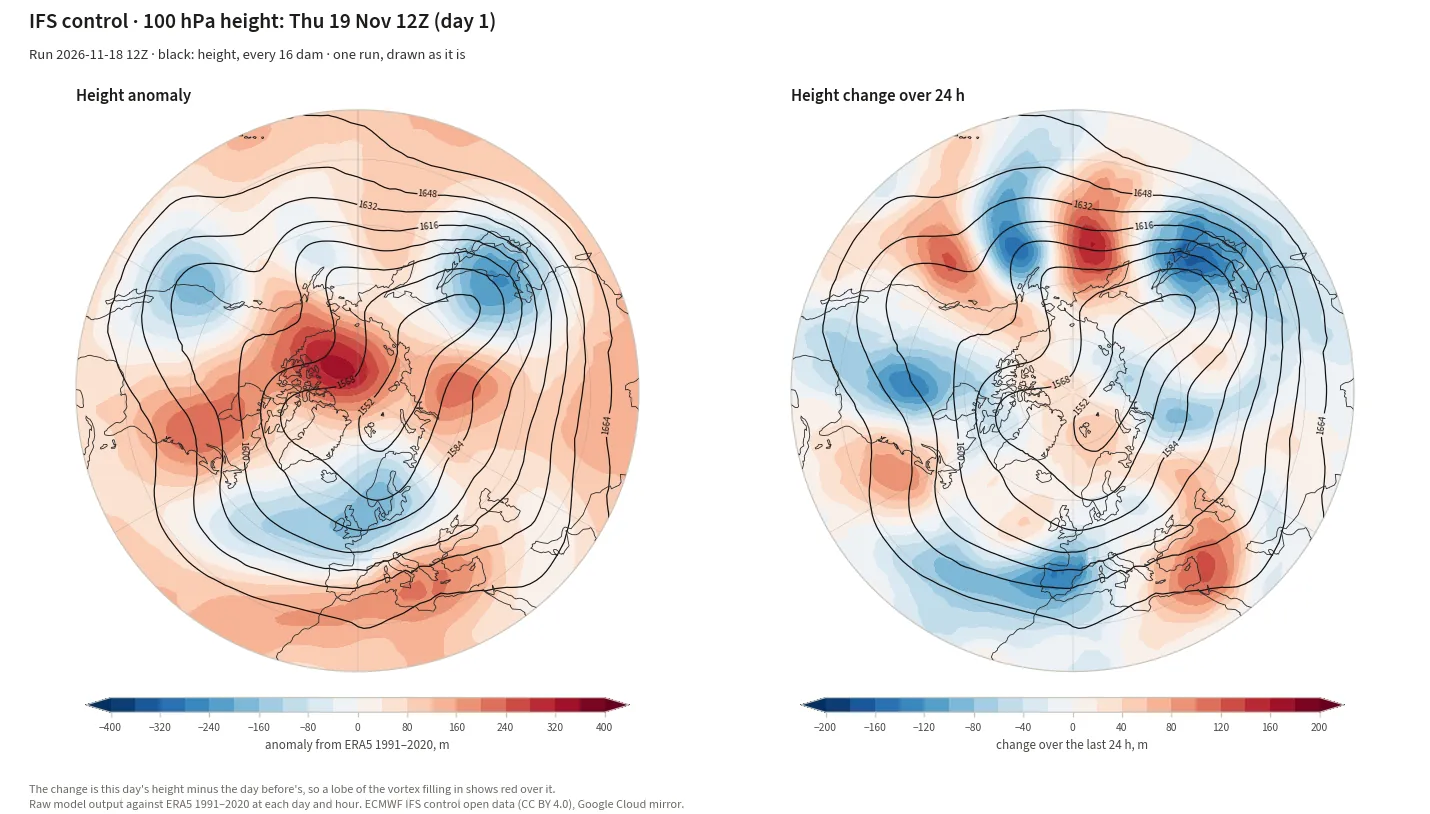 IFS control · 100 hPa height: Thu 19 Nov 12Z (day 1)
Run 2026-11-18 12Z · black: height, every 16 dam · one run, drawn as it is
Height anomaly
Height change over 24 h
1648
1632
1616
1568
1552
1584
1600
1664
1648
1632
1616
1568
1552
1584
1600
1664
−400 −320 −240 −160 −80 0 80 160 240 320 400
anomaly from ERA5 1991–2020, m
−200 −160 −120 −80 −40 0 40 80 120 160 200
change over the last 24 h, m
The change is this day's height minus the day before's, so a lobe of the vortex filling in shows red over it.
Raw model output against ERA5 1991–2020 at each day and hour. ECMWF IFS control open data (CC BY 4.0), Google Cloud mirror.